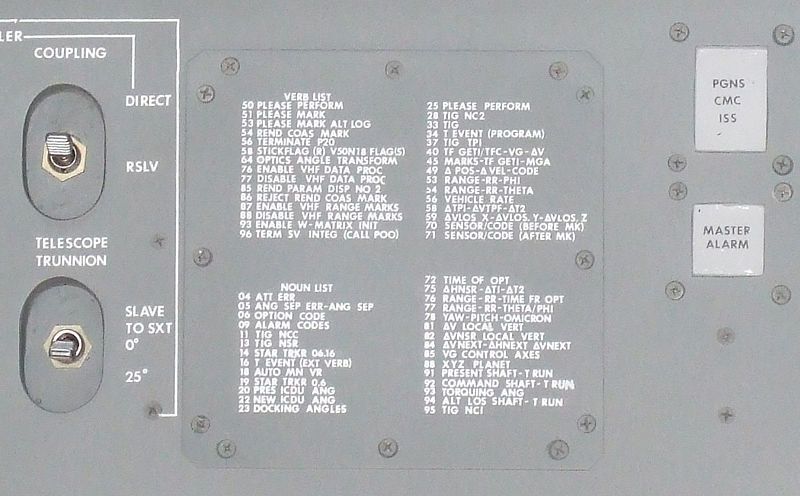 LER
COUPLING
DIRECT
RSLV
TELESCOPE
TRUNNION
SLAVE
TO SXT
0°
25°
VERB LIST
50 PLEASE PERFORM
51 PLEASE MARK
53 PLEASE MARK ALT LOG
54 REND COAS MARK
56 TERMINATE P20
58 STICKFLAG (R) V50N18 FLAG(S)
64 OPTICS ANGLE TRANSFORM
76 ENABLE VHF DATA PROC
77 DISABLE VHF DATA PROC
85 REND PARAM DISP NO 2
86 REJECT REND COAS MARK
87 ENABLE VHF RANGE MARKS
88 DISABLE VHF RANGE MARKS
93 ENABLE W-MATRIX INIT
96 TERM SV INTEG (CALL POO)
NOUN LIST
04 ATT ERR
05 ANG SEP ERR-ANG SEP
06 OPTION CODE
09 ALARM CODES
11 TIG NCC
13 TIG NSR
14 STAR TRKR 06.16
16 T EVENT (EXT VERB)
18 AUTO MN VR
19 STAR TRKR 0.6
20 PRES ICDU ANG
22 NEW ICDU ANG
23 DOCKING ANGLES
25 PLEASE PERFORM
28 TIG NC2
33 TIG
34 T EVENT (PROGRAM)
37 TIG TPI
40 TF GETI/TFC-VG-ΔV
45 MARKS-TF GETI-MGA
49 Δ POS-Δ VEL-CODE
53 RANGE-RR-PHI
54 RANGE-RR-THETA
56 VEHICLE RATE
58 ΔTPI-ΔVTPF-ΔT2
59 ΔVLOS X-ΔVLOS, Y-ΔVLOS, Z
70 SENSOR/CODE (BEFORE MK)
71 SENSOR/CODE (AFTER MK)
72 TIME OF OPT
75 ΔHNSR-ΔTI-ΔT2
76 RANGE-RR-TIME FR OPT
77 RANGE-RR-THETA/PHI
78 YAW-PITCH-OMICRON
81 ΔV LOCAL VERT
82 ΔVNSR LOCAL VERT
84 ΔVNEXT-ΔHNEXT ΔVNEXT
85 VG CONTROL AXES
88 XYZ PLANET
91 PRESENT SHAFT-T RUN
92 COMMAND SHAFT-T RUN
93 TORQUING ANG
94 ALT LOS SHAFT-T RUN
95 TIG NCI
PGNS
CMC
ISS
MASTER
ALARM